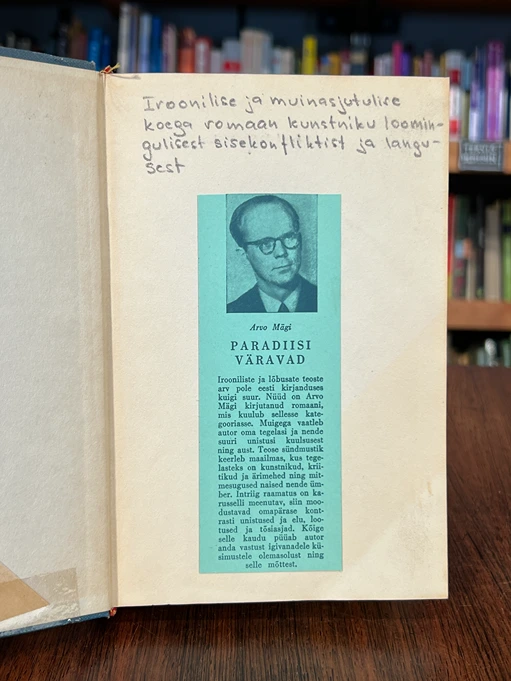 Iroonilise ja muinasjutulise
koega romaan kunstniku loomin-
gulisest sisekonfliktist ja langu-
sest
Arvo Mägi
PARADIISI
VÄRAVAD
Irooniliste ja lõbusate teoste
arv pole eesti kirjanduses
kuigi suur. Nüüd on Arvo
Mägi kirjutanud romaani,
mis kuulub sellesse kate-
gooriasse. Muigega vaatleb
autor oma tegelasi ja nende
suuri unistusi kuulsusest
ning aust. Teose sündmustik
keerleb maailmas, kus tege-
lasteks on kunstnikud, krii-
tikud ja ärimehed ning mit-
mesugused naised nende üm-
ber. Intriig raamatus on ka-
russelli meenutav, siin moo-
dustavad omapärase kont-
rasti unistused ja elu, loo-
tused ja tõsiasjad. Kõige
selle kaudu püüab autor
anda vastust igivanadele kü-
simustele olemasolust ning
selle mõttest.